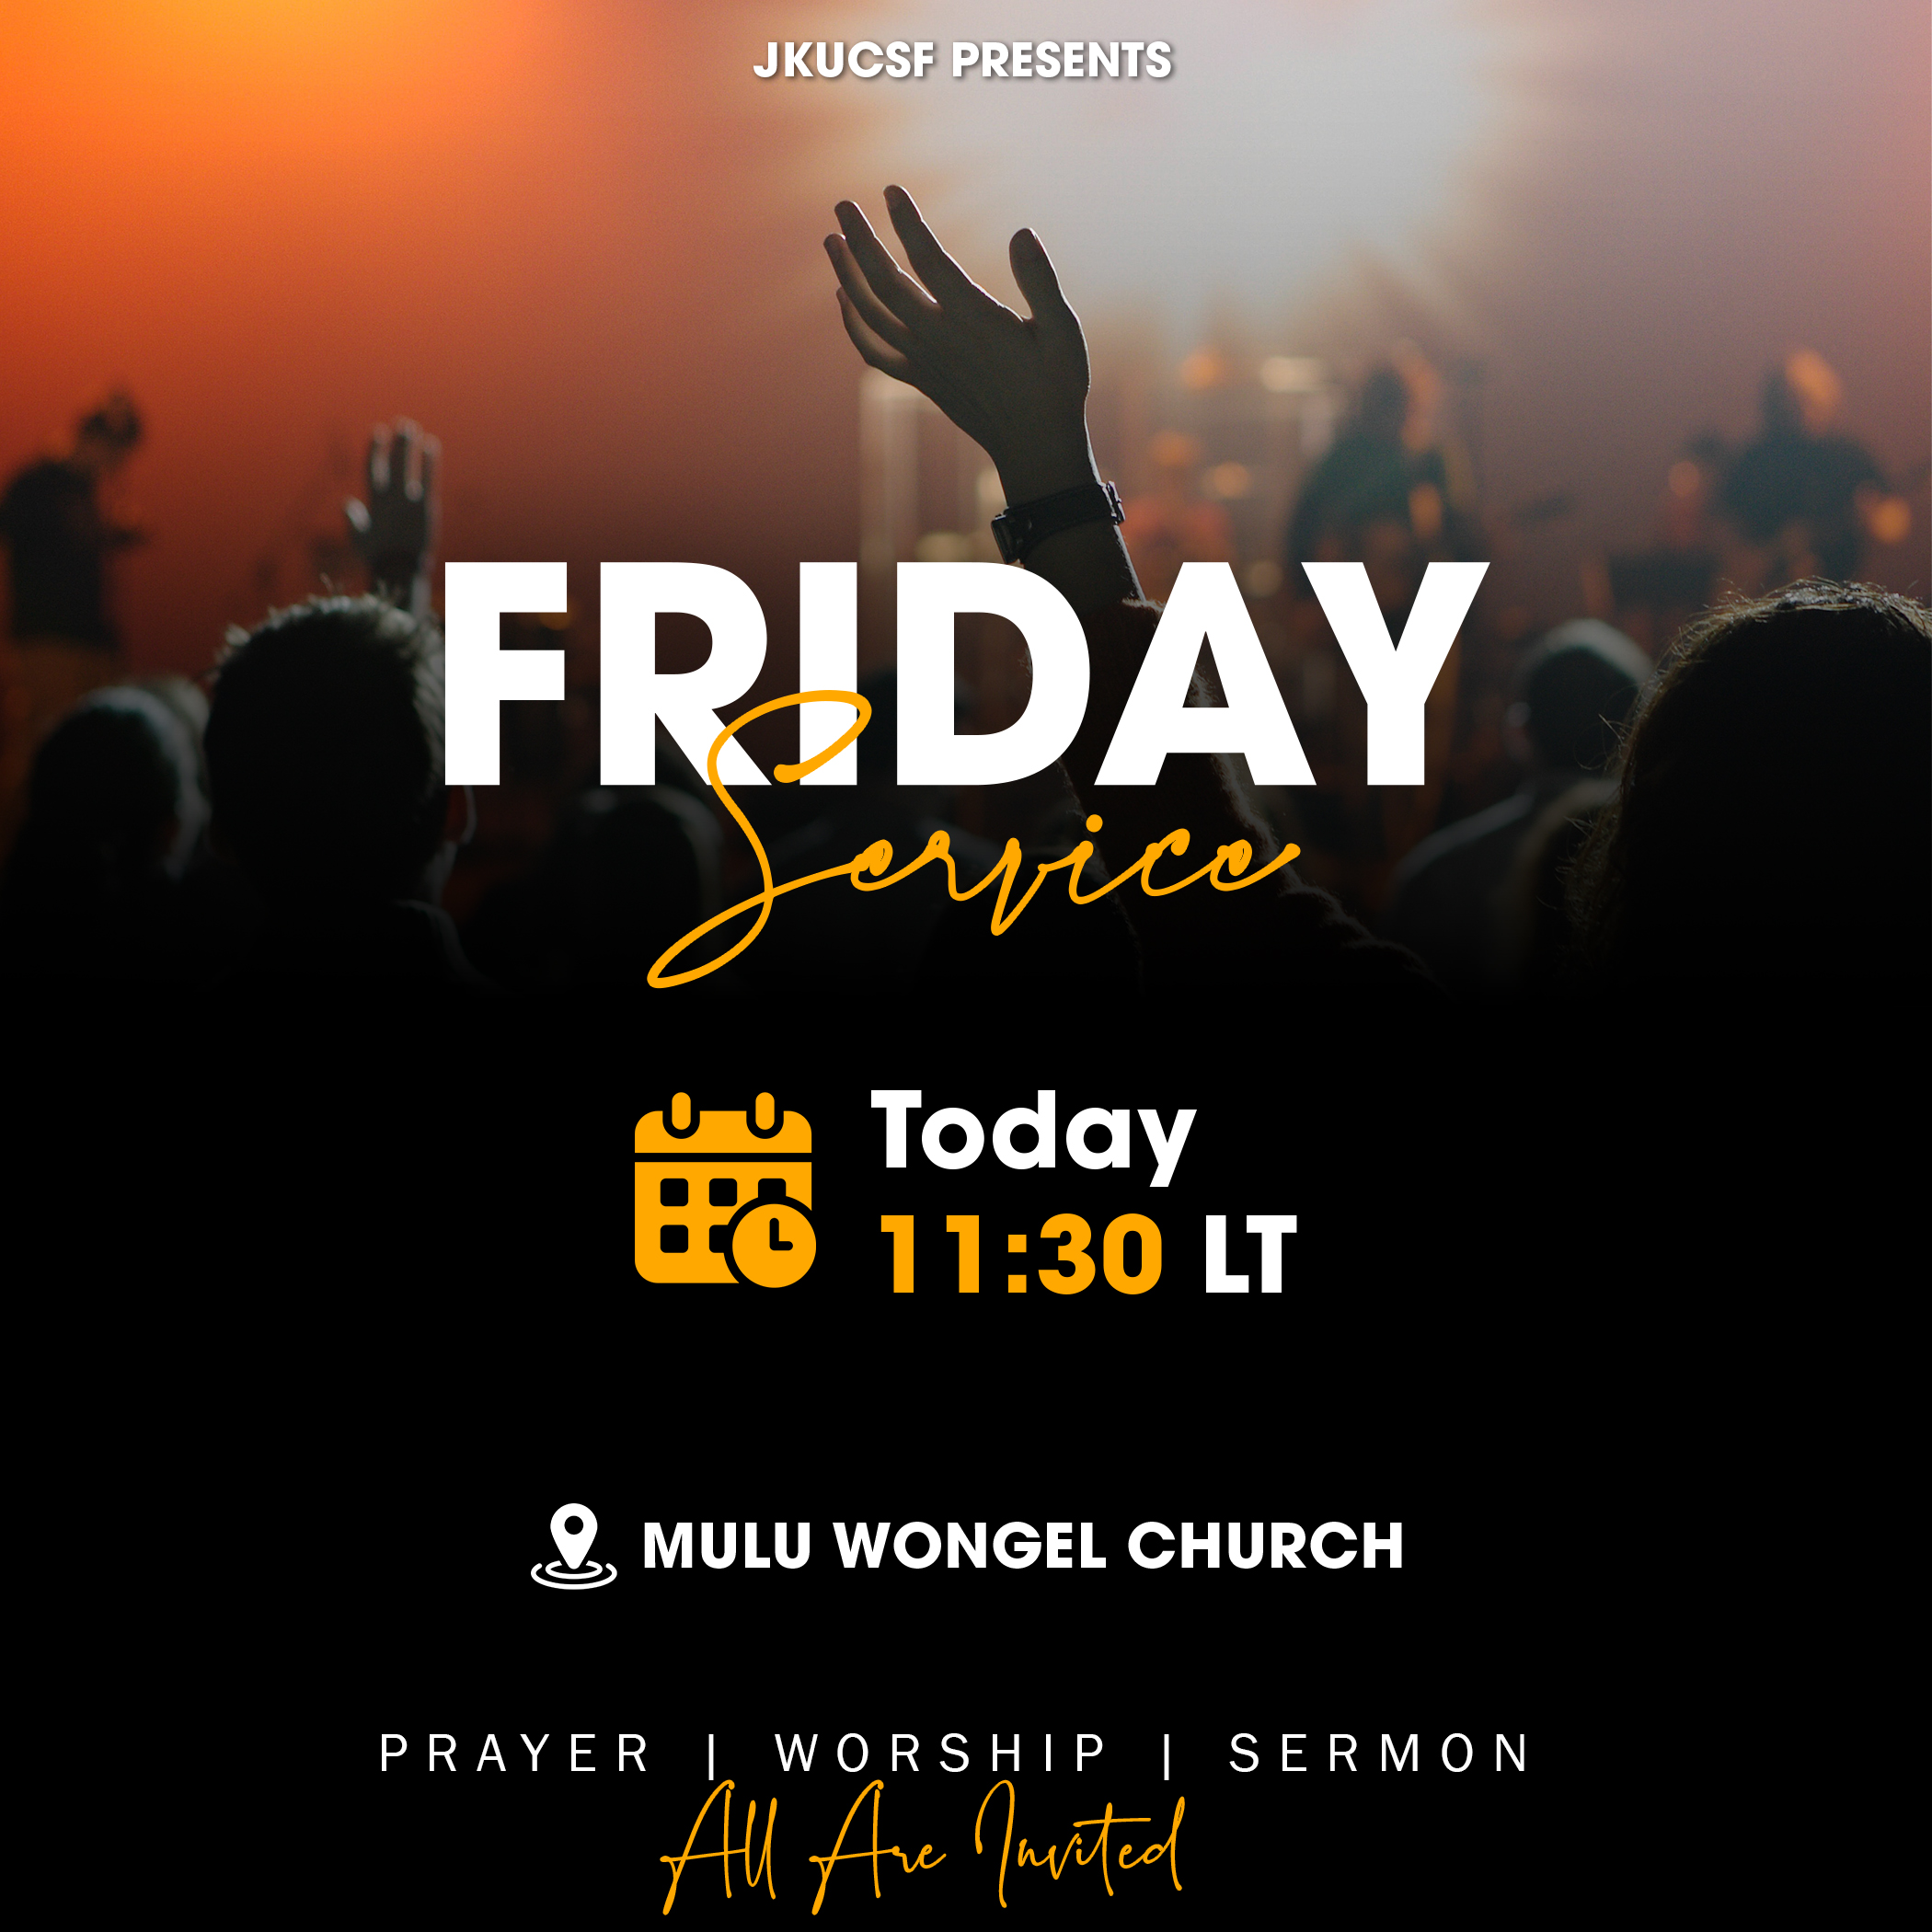 JKUCSF PRESENTS
FRIDAY
Service
Today
11:30 LT
MULU WONGEL CHURCH
PRAYER | WORSHIP | SERMON
All Are Invited